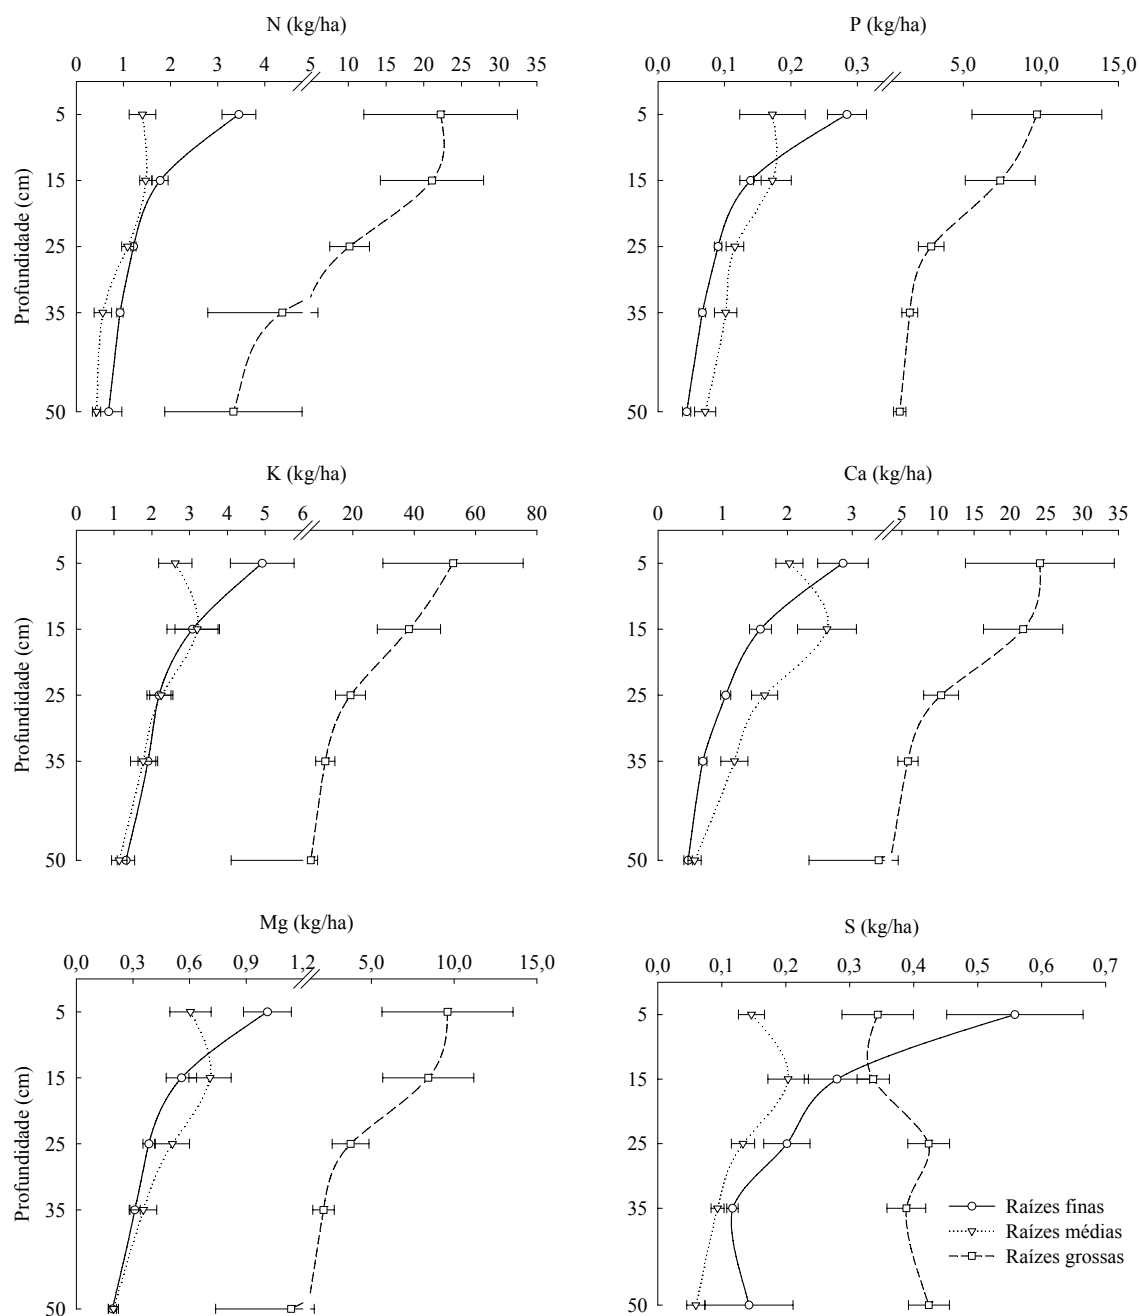 N (kg/ha)
0 1 2 3 4 5 10 15 20 25 30 35
Profundidade (cm)
5
15
25
35
50
P (kg/ha)
0,0 0,1 0,2 0,3 5,0 10,0 15,0
5
15
25
35
50
K (kg/ha)
0 1 2 3 4 5 6 20 40 60 80
Profundidade (cm)
5
15
25
35
50
Ca (kg/ha)
0 1 2 3 5 10 15 20 25 30 35
5
15
25
35
50
Mg (kg/ha)
0,0 0,3 0,6 0,9 1,2 5,0 10,0 15,0
Profundidade (cm)
5
15
25
35
50
S (kg/ha)
0,0 0,1 0,2 0,3 0,4 0,5 0,6 0,7
5
15
25
35
50
Raízes finas
Raízes médias
Raízes grossas